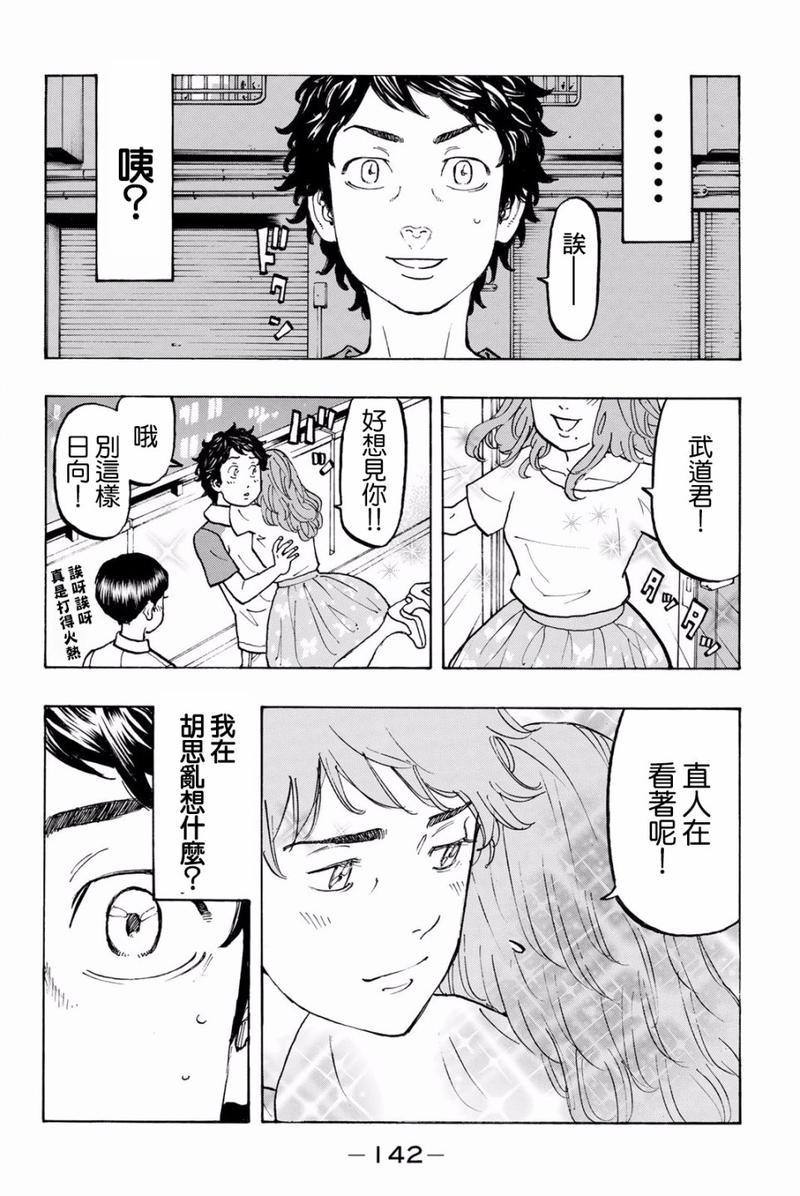 ‥‥‥
誒——
咦？
ドドクン
武道君！
タタッ
好想見你!!
哦
別這樣
日向！
誒呀誒呀
真是打得火熱
直人在
看著呢！
我在
胡思亂想什麼？
—142—